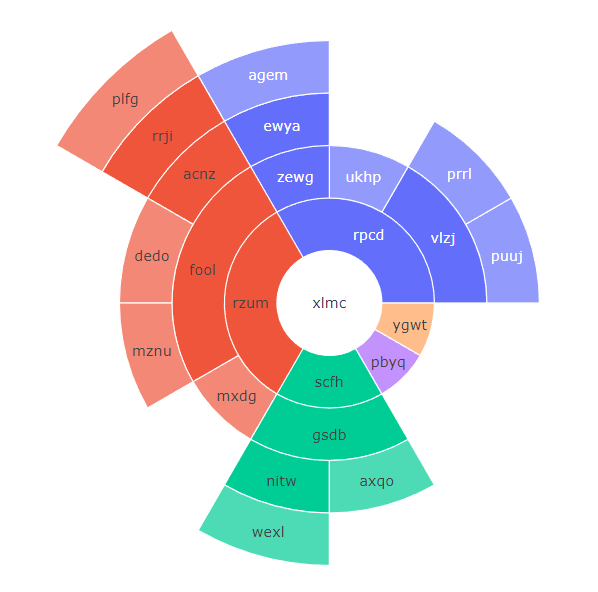 agem
plfg
ewya
rrji
acnz
zewg
ukhp
prrl
rpcd
vlzj
dedo
puuj
fool
rzum
xlmc
ygwt
mznu
pbyq
scfh
mxdg
gsdb
nitw
axqo
wexl